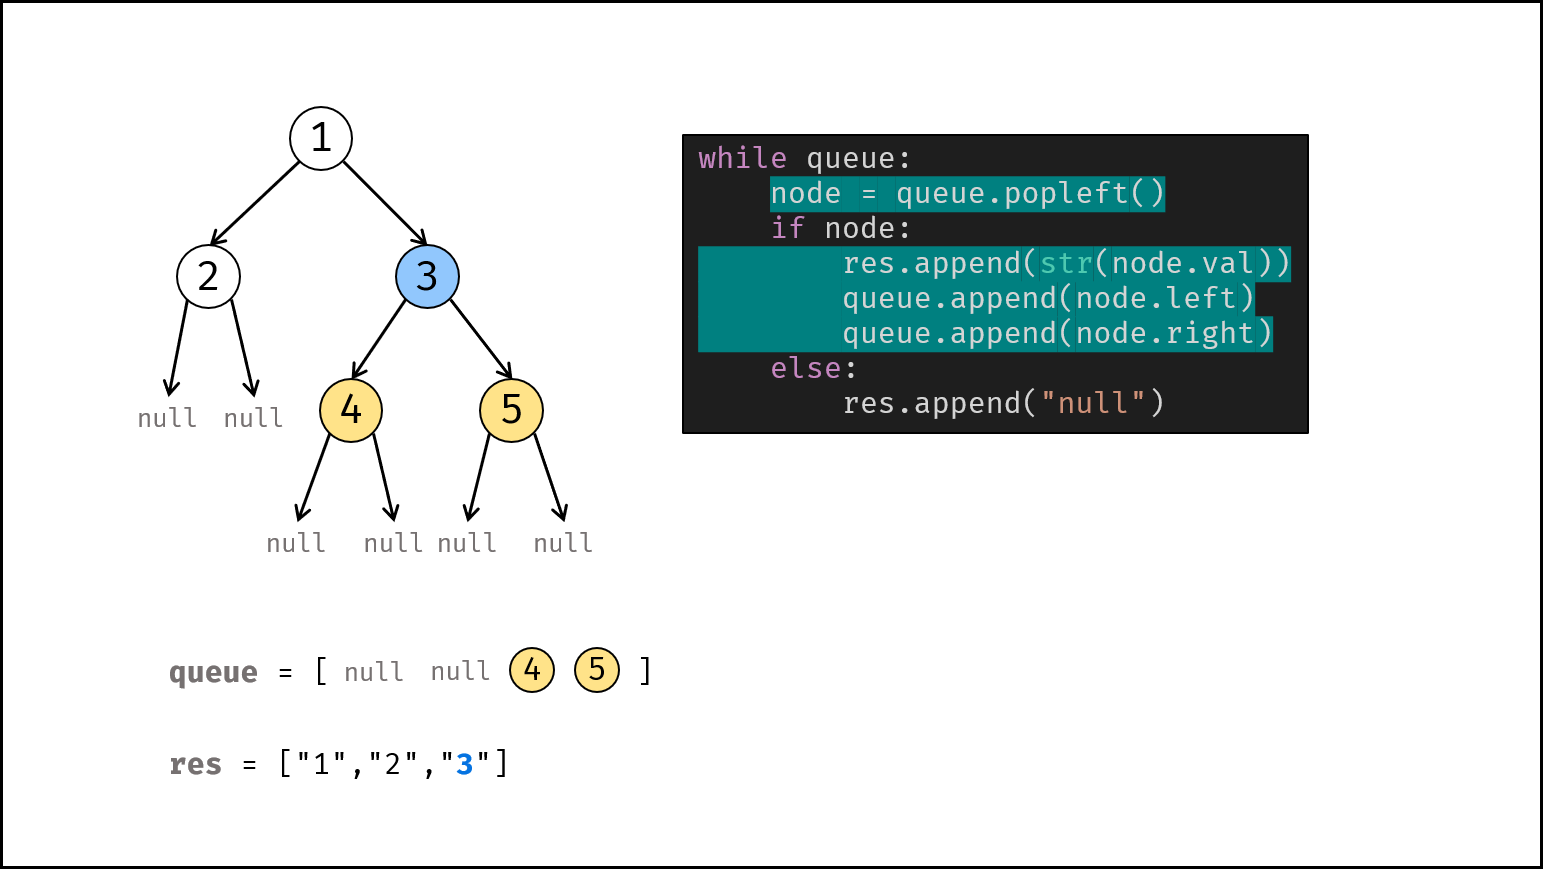 1
2 3
4 5
null null
null null null null
while queue:
    node = queue.popleft()
    if node:
        res.append(str(node.val))
        queue.append(node.left)
        queue.append(node.right)
    else:
        res.append("null")
queue = [ null null 4 5 ]
res = ["1","2","3"]